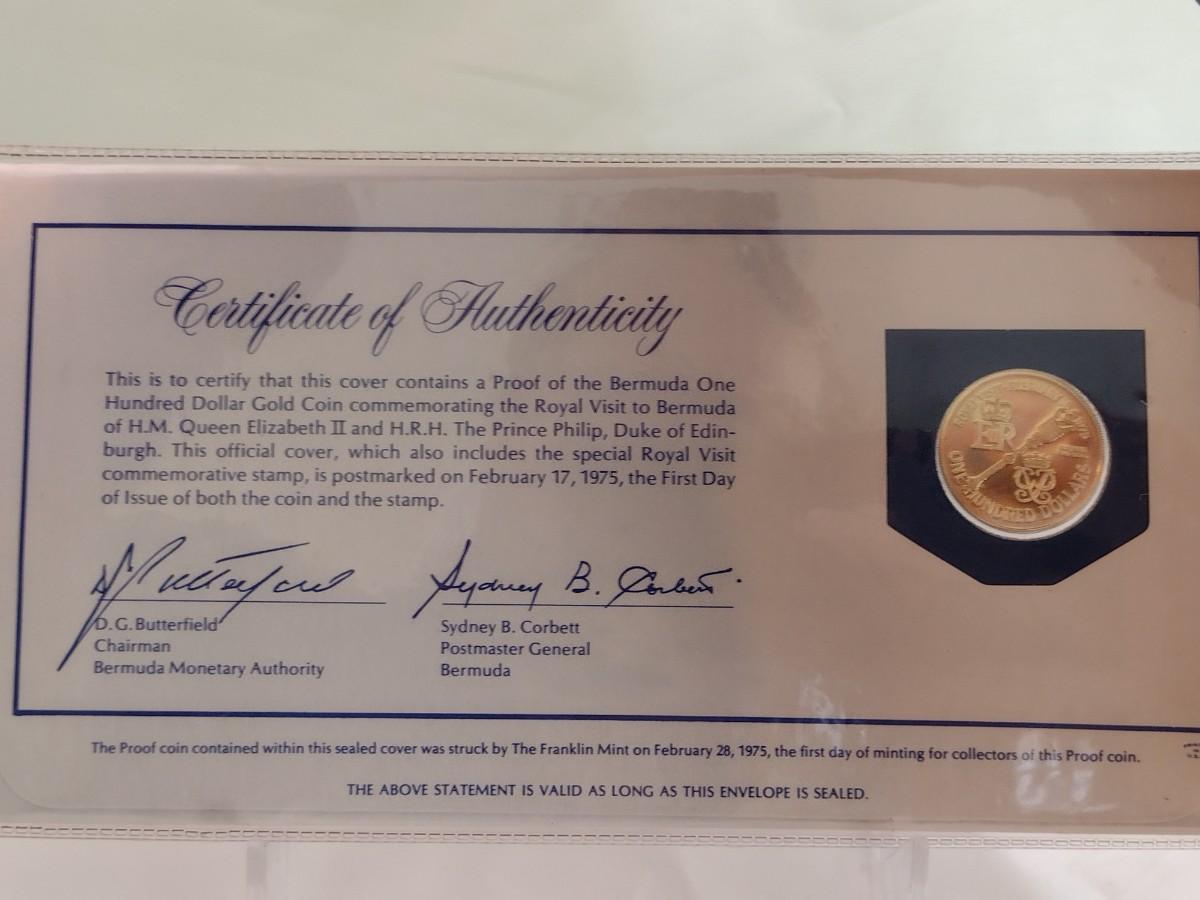 Certificate of Authenticity
This is to certify that this cover contains a Proof of the Bermuda One
Hundred Dollar Gold Coin commemorating the Royal Visit to Bermuda
of H.M. Queen Elizabeth II and H.R.H. The Prince Philip, Duke of Edin-
burgh. This official cover, which also includes the special Royal Visit
commemorative stamp, is postmarked on February 17, 1975, the First Day
of Issue of both the coin and the stamp.
Sydney B. Corbett
D.G. Butterfield
Chairman
Bermuda Monetary Authority
Sydney B. Corbett
Postmaster General
Bermuda
ER
ONE HUNDRED DOLLARS
The Proof coin contained within this sealed cover was struck by The Franklin Mint on February 28, 1975, the first day of minting for collectors of this Proof coin.
THE ABOVE STATEMENT IS VALID AS LONG AS THIS ENVELOPE IS SEALED.